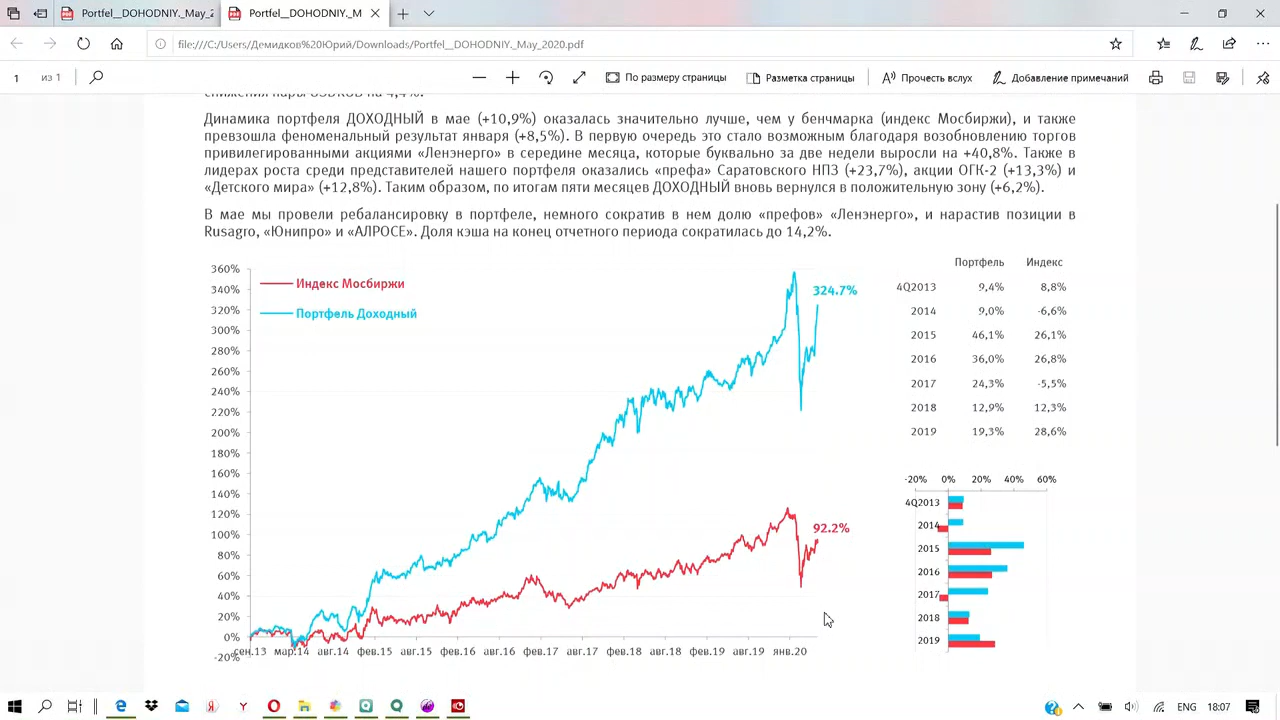 Portfel__DOHODNIY._May_2
Portfel__DOHODNIY._M
file:///C:/Users/Демидков%20Юрий/Downloads/Portfel__DOHODNIY._May_2020.pdf
1 из 1
По размеру страницы
Разметка страницы
Прочесть вслух
Добавление примечаний
Динамика портфеля ДОХОДНЫЙ в мае (+10,9%) оказалась значительно лучше, чем у бенчмарка (индекс Мосбиржи), и также
превзошла феноменальный результат января (+8,5%). В первую очередь это стало возможным благодаря возобновлению торгов
привилегированными акциями «Ленэнерго» в середине месяца, которые буквально за две недели выросли на +40,8%. Также в
лидерах роста среди представителей нашего портфеля оказались «префа» Саратовского НПЗ (+23,7%), акции ОГК-2 (+13,3%) и
«Детского мира» (+12,8%). Таким образом, по итогам пяти месяцев ДОХОДНЫЙ вновь вернулся в положительную зону (+6,2%).
В мае мы провели ребалансировку в портфеле, немного сократив в нем долю «префов» «Ленэнерго», и нарастив позиции в
Rusagro, «Юнипро» и «АЛРОСЕ». Доля кэша на конец отчетного периода сократилась до 14,2%.
360%
340%
320%
300%
280%
260%
240%
220%
200%
180%
160%
140%
120%
100%
80%
60%
40%
20%
0%
-20%
Индекс Мосбиржи
Портфель Доходный
324.7%
92.2%
сен.13 мар.14 авг.14 фев.15 авг.15 фев.16 авг.16 фев.17 авг.17 фев.18 авг.18 фев.19 авг.19 янв.20
Портфель Индекс
4Q2013 9,4% 8,8%
2014 9,0% -6,6%
2015 46,1% 26,1%
2016 36,0% 26,8%
2017 24,3% -5,5%
2018 12,9% 12,3%
2019 19,3% 28,6%
-20% 0% 20% 40% 60%
4Q2013
2014
2015
2016
2017
2018
2019
ENG 18:07